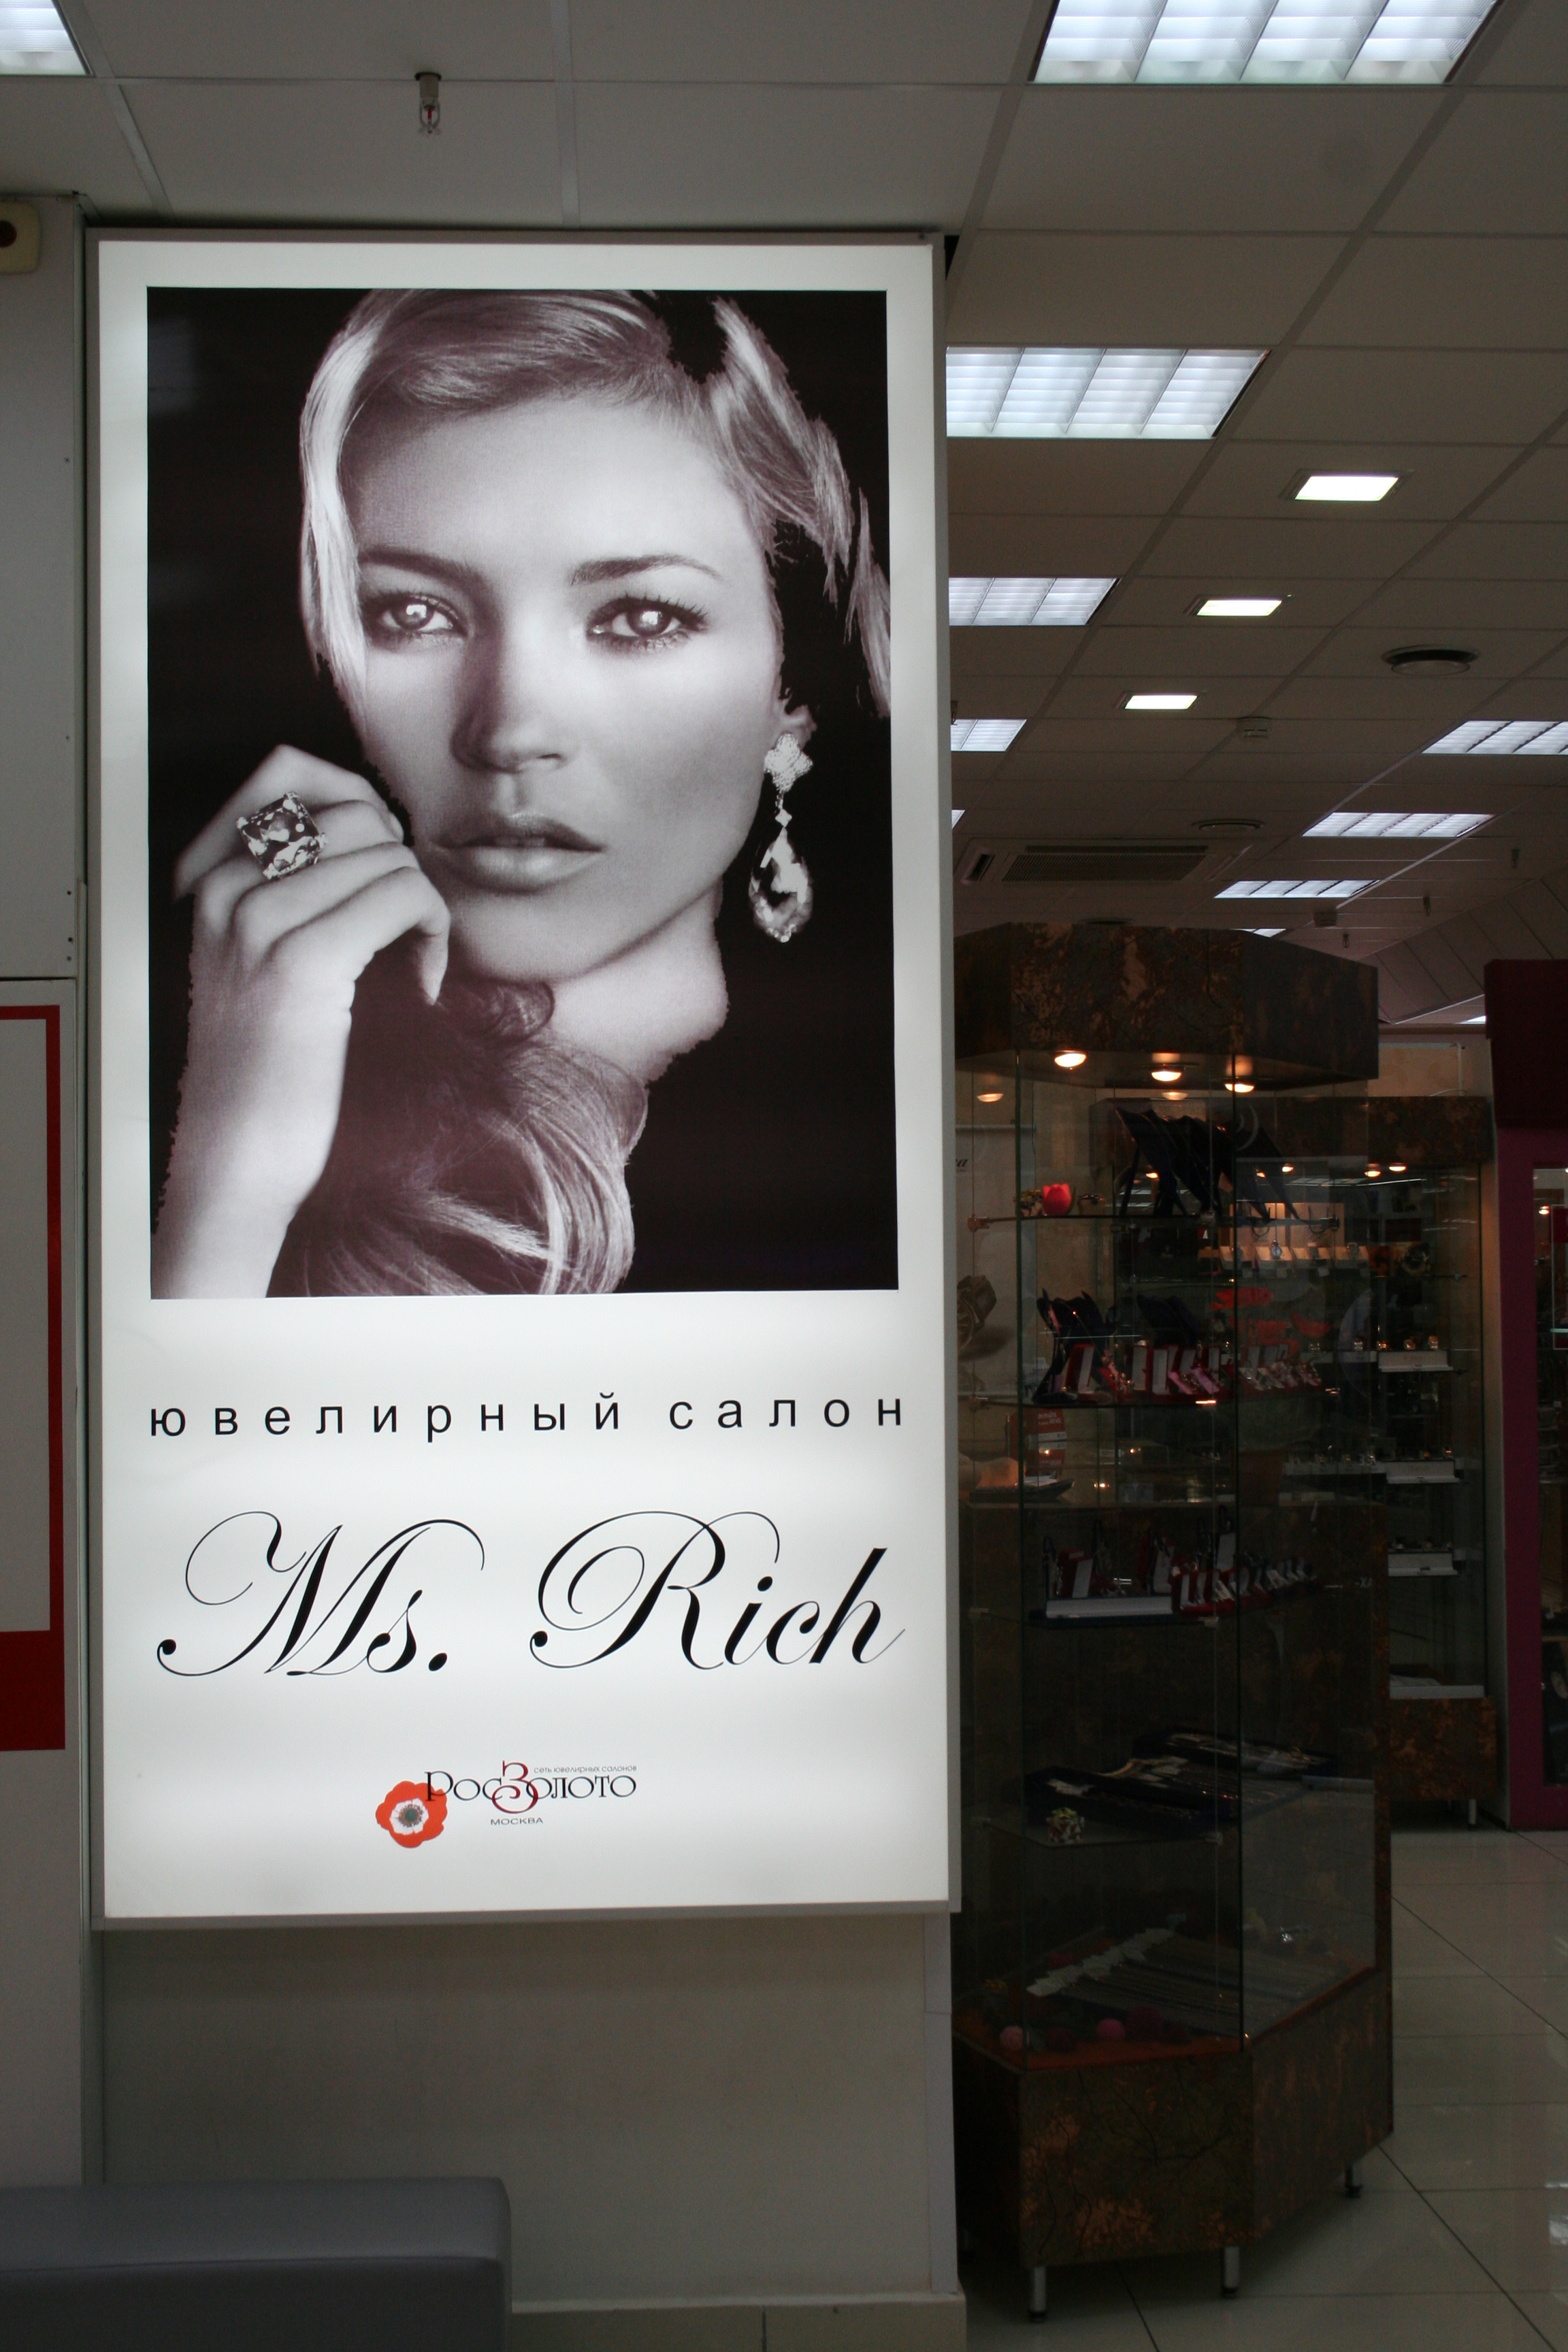 ювелирный салон
Ms. Rich
сеть ювелирных салонов
РосЗолото
МОСКВА